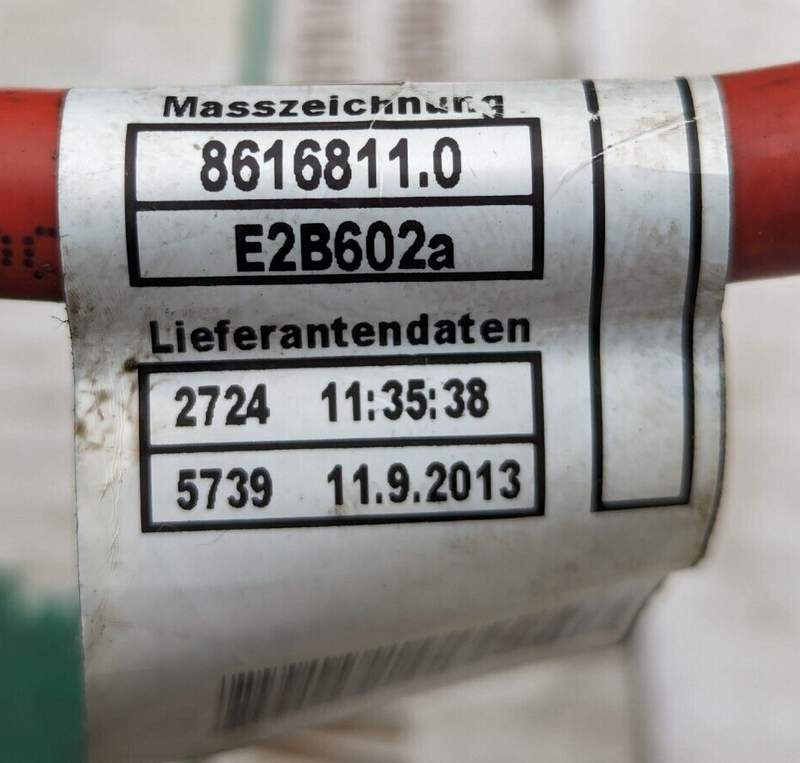 Masszeichnung
8616811.0
E2B602a
Lieferantendaten
2724 11:35:38
5739 11.9.2013